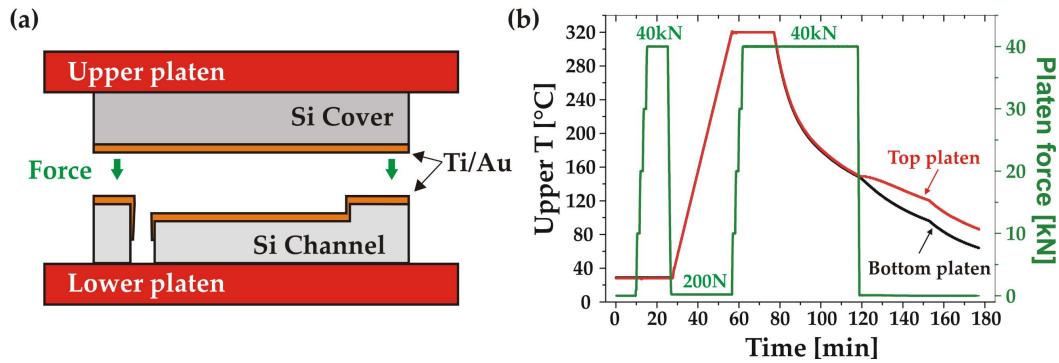 (a)
Upper platen
Si Cover
Force
Ti/Au
Si Channel
Lower platen
(b)
Upper T [°C]
320
280
240
200
160
120
80
40
0
40kN
40kN
200N
Top platen
Bottom platen
40
30
20
10
0
Platen force [kN]
0 20 40 60 80 100 120 140 160 180
Time [min]